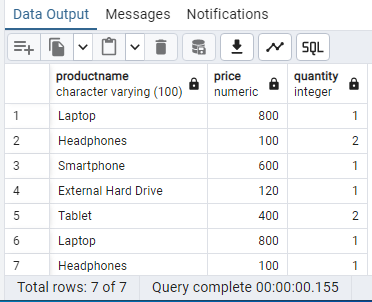 Data Output Messages Notifications
SQL
productname price quantity
character varying (100) numeric integer
1 Laptop 800 1
2 Headphones 100 2
3 Smartphone 600 1
4 External Hard Drive 120 1
5 Tablet 400 2
6 Laptop 800 1
7 Headphones 100 1
Total rows: 7 of 7 Query complete 00:00:00.155